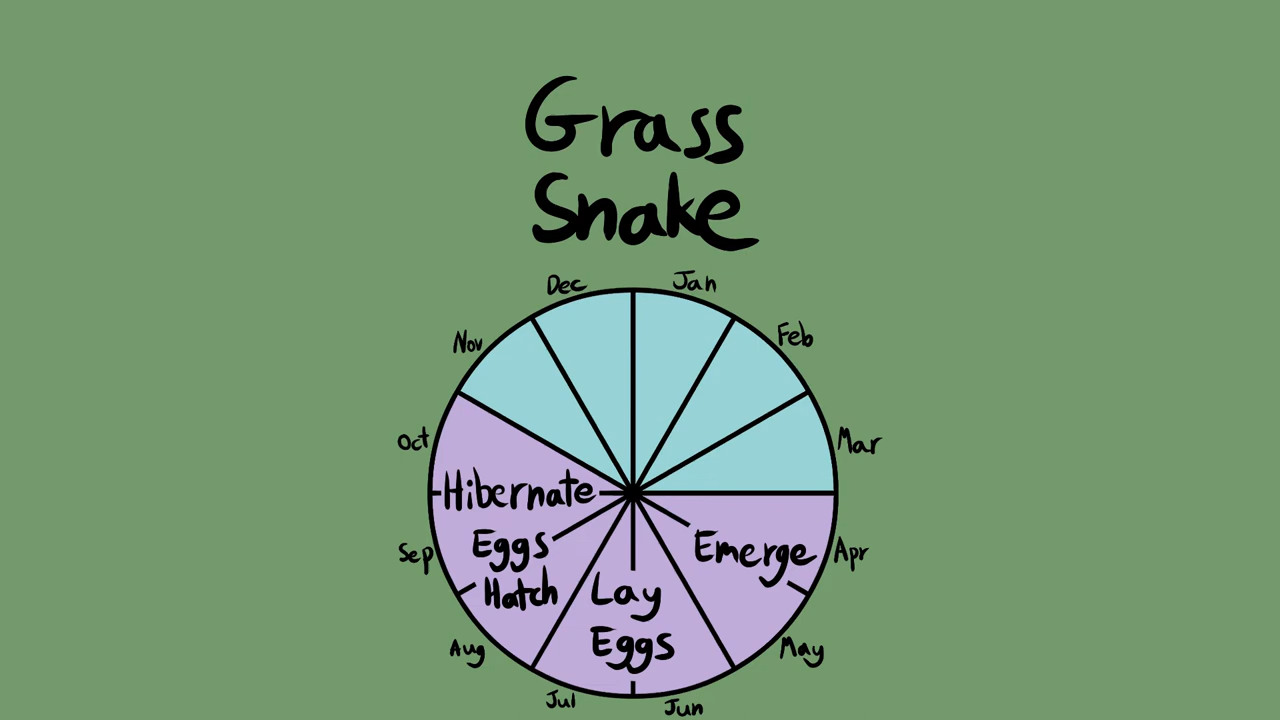 Grass
Snake
Dec
Jan
Nov
Feb
Oct
Mar
Hibernate
Eggs
Hatch
Emerge
Sep
Apr
Lay
Eggs
Aug
May
Jul
Jun